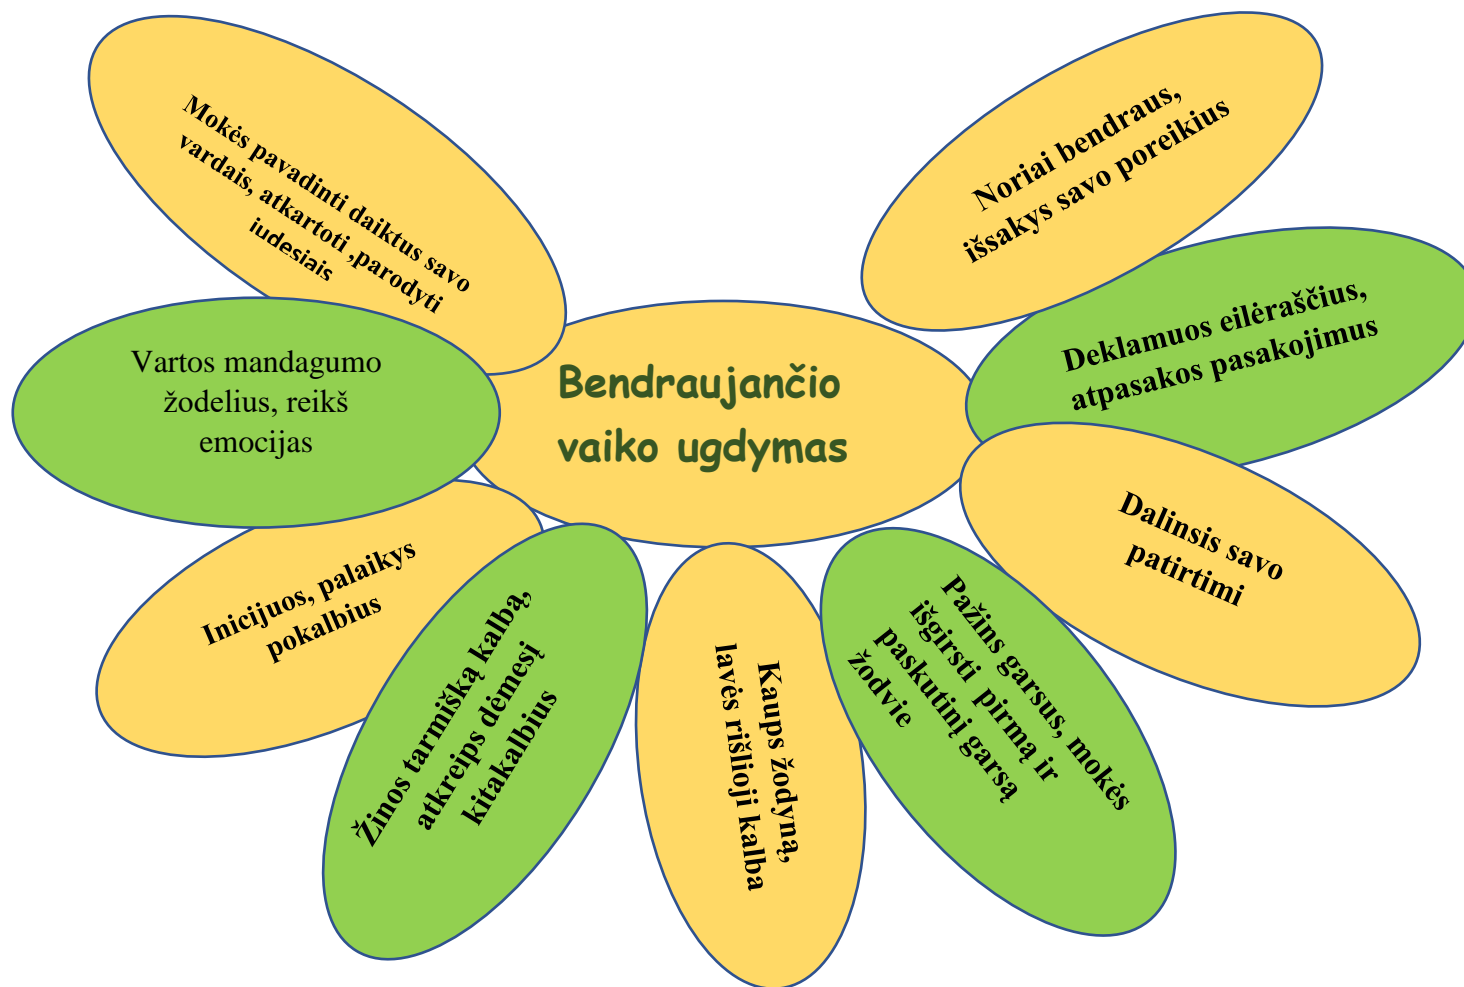 Mokės pavadinti daiktus savo
vardais, atkartoti ,parodyti
judesiais
Noriai bendraus,
išsakys savo poreikius
Deklamuos eilėraščius,
atpasakos pasakojimus
Vartos mandagumo
žodelius, reikš
emocijas
Bendraujančio
vaiko ugdymas
Dalinsis savo
patirtimi
Inicijuos, palaikys
pokalbius
Žinos tarmišką kalbą,
atkreips dėmesį
kitakalbius
Kaups žodyną,
lavės rišlioji kalba
Pažins garsus, mokės
išgirsti pirmą ir
paskutinį garsą
žodyje